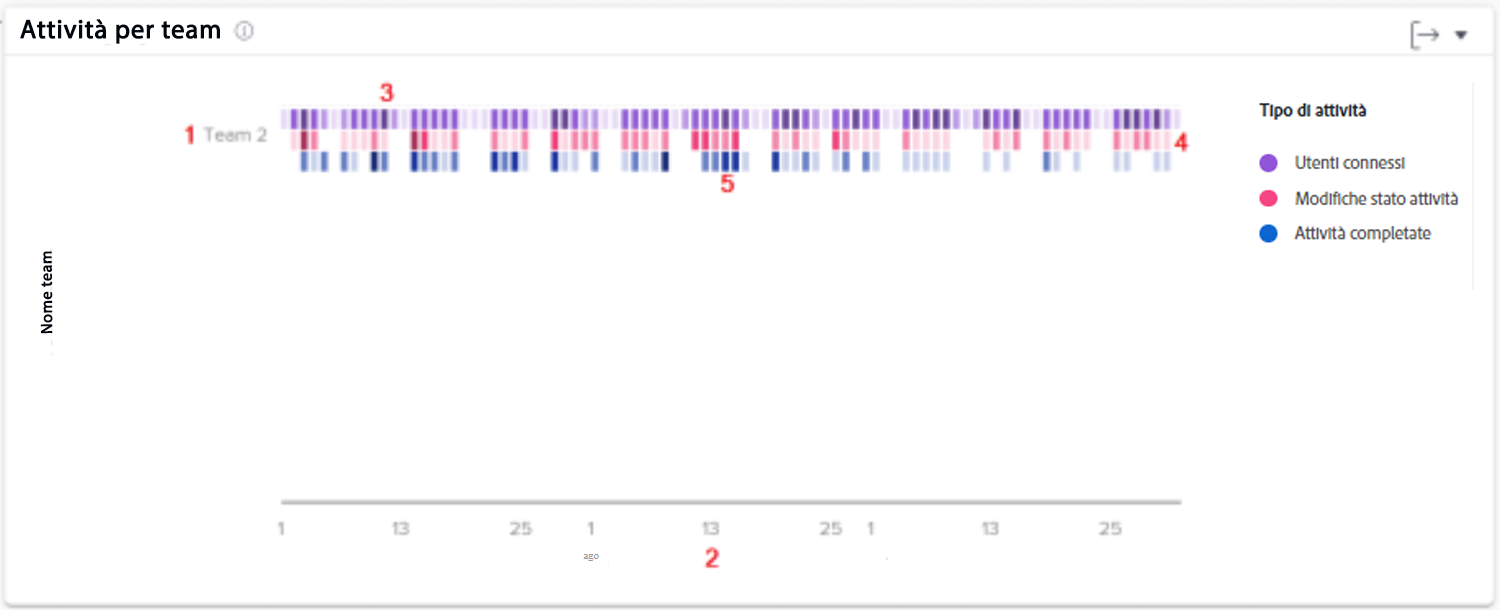 Attività per team
3
1 Team 2
4
5
Tipo di attività
Utenti connessi
Modifiche stato attività
Attività completate
Nome team
1 13 25 1 13 25 1 13 25
ago
2